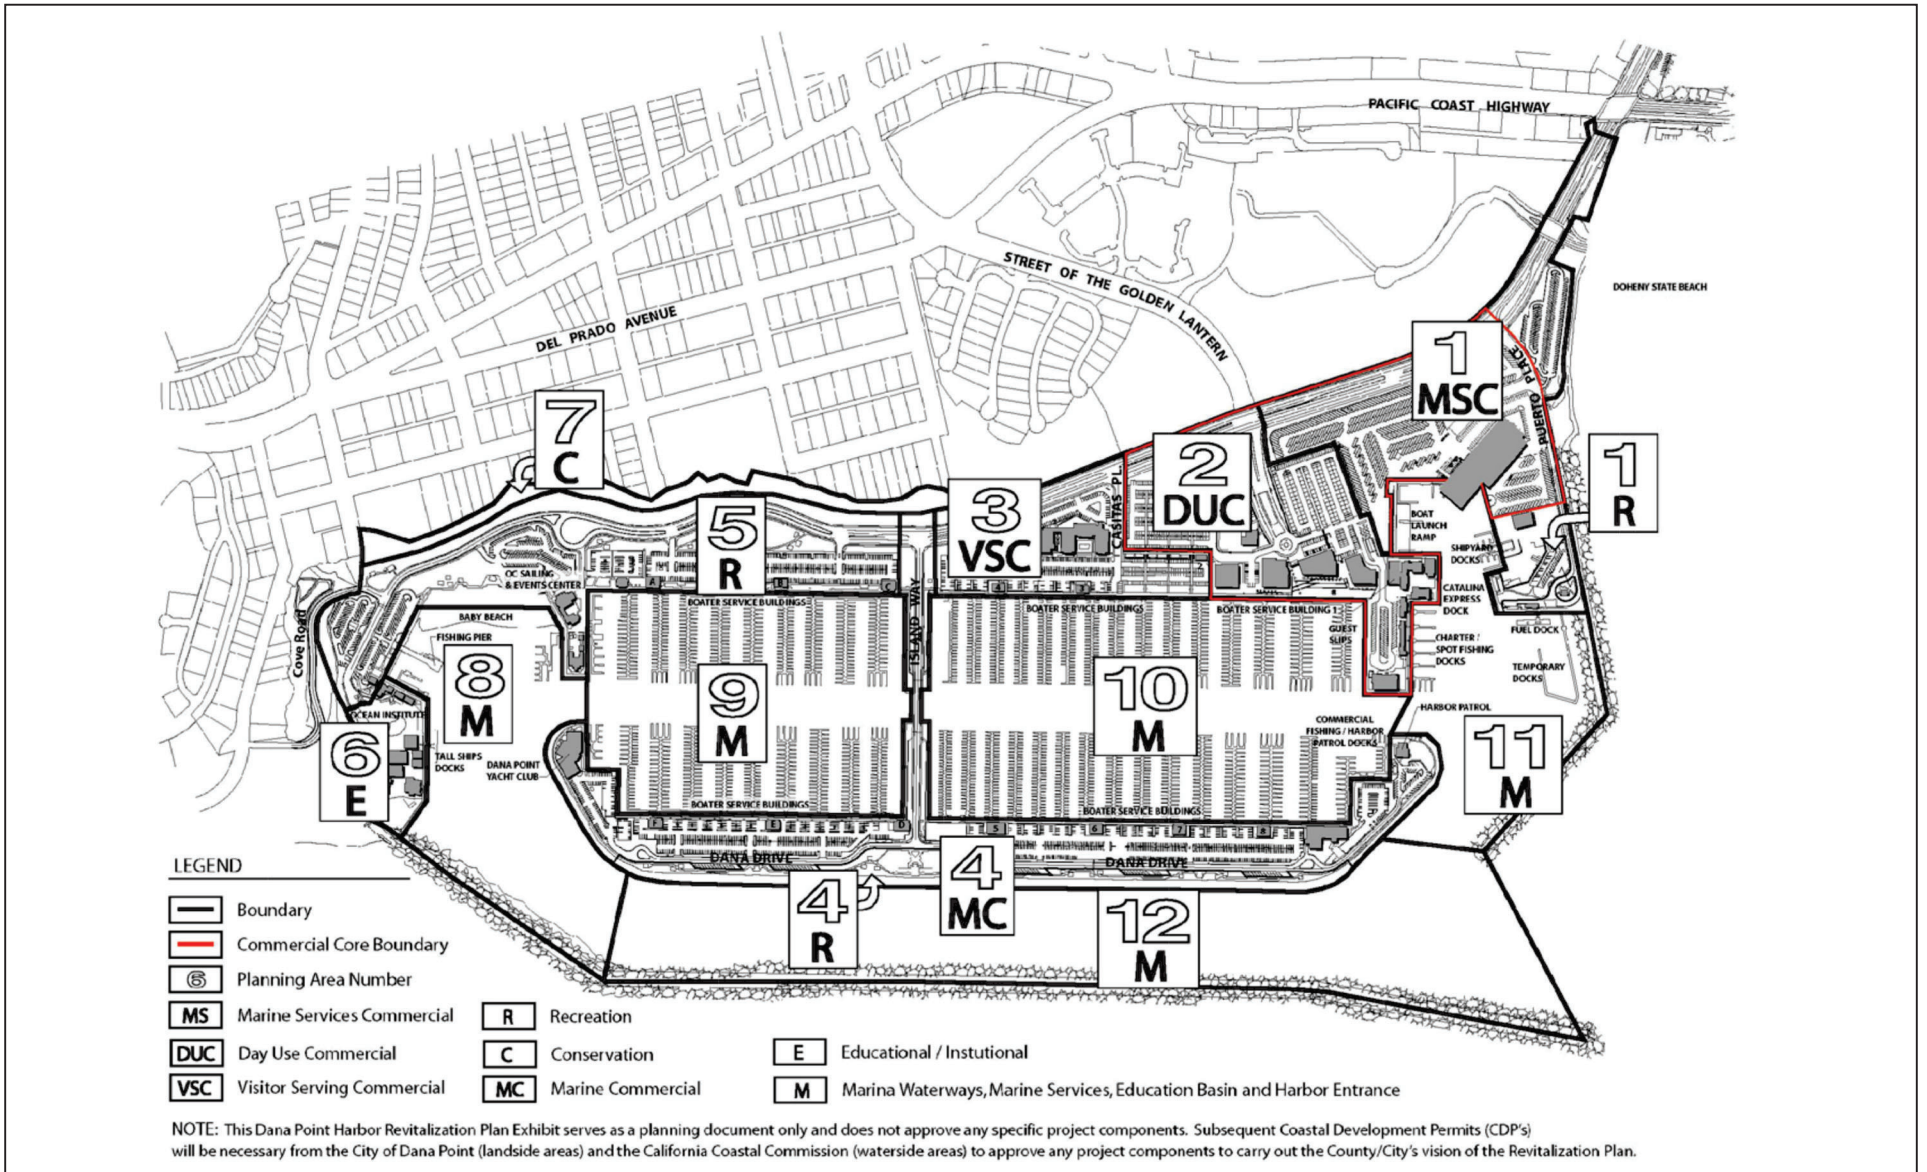 PACIFIC COAST HIGHWAY
STREET OF THE GOLDEN LANTERN
DOHENY STATE BEACH
DEL PRADO AVENUE
1
MSC
PUERTO PLACE
7
C
2
DUC
1
R
CASITAS PL.
3
VSC
5
R
BOAT
LAUNCH
RAMP
SHIPYARD
DOCKS
OC SAILING
& EVENTS CENTER
A
B
C
4
3
2
CATALINA
EXPRESS
DOCK
BOATER SERVICE BUILDINGS
BOATER SERVICE BUILDINGS
BOATER SERVICE BUILDING 1
BABY BEACH
ISLAND WAY
Cove Road
FISHING PIER
GUEST
SLIPS
FUEL DOCK
CHARTER /
SPOT FISHING
DOCKS
TEMPORARY
DOCKS
8
M
9
M
10
M
OCEAN INSTITUTE
HARBOR PATROL
COMMERCIAL
FISHING / HARBOR
PATROL DOCKS
6
E
11
M
TALL SHIPS
DOCKS
DANA POINT
YACHT CLUB
BOATER SERVICE BUILDINGS
BOATER SERVICE BUILDINGS
F
E
D
5
6
7
8
DANA DRIVE
DANA DRIVE
4
MC
4
R
12
M
LEGEND
Boundary
Commercial Core Boundary
6 Planning Area Number
MS Marine Services Commercial
R Recreation
DUC Day Use Commercial
C Conservation
E Educational / Instutional
VSC Visitor Serving Commercial
MC Marine Commercial
M Marina Waterways, Marine Services, Education Basin and Harbor Entrance
NOTE: This Dana Point Harbor Revitalization Plan Exhibit serves as a planning document only and does not approve any specific project components. Subsequent Coastal Development Permits (CDP's)
will be necessary from the City of Dana Point (landside areas) and the California Coastal Commission (waterside areas) to approve any project components to carry out the County/City's vision of the Revitalization Plan.